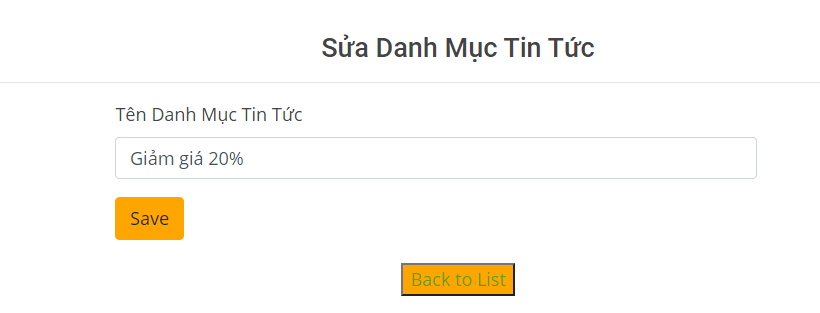 Sửa Danh Mục Tin Tức
Tên Danh Mục Tin Tức
Giảm giá 20%
Save
Back to List